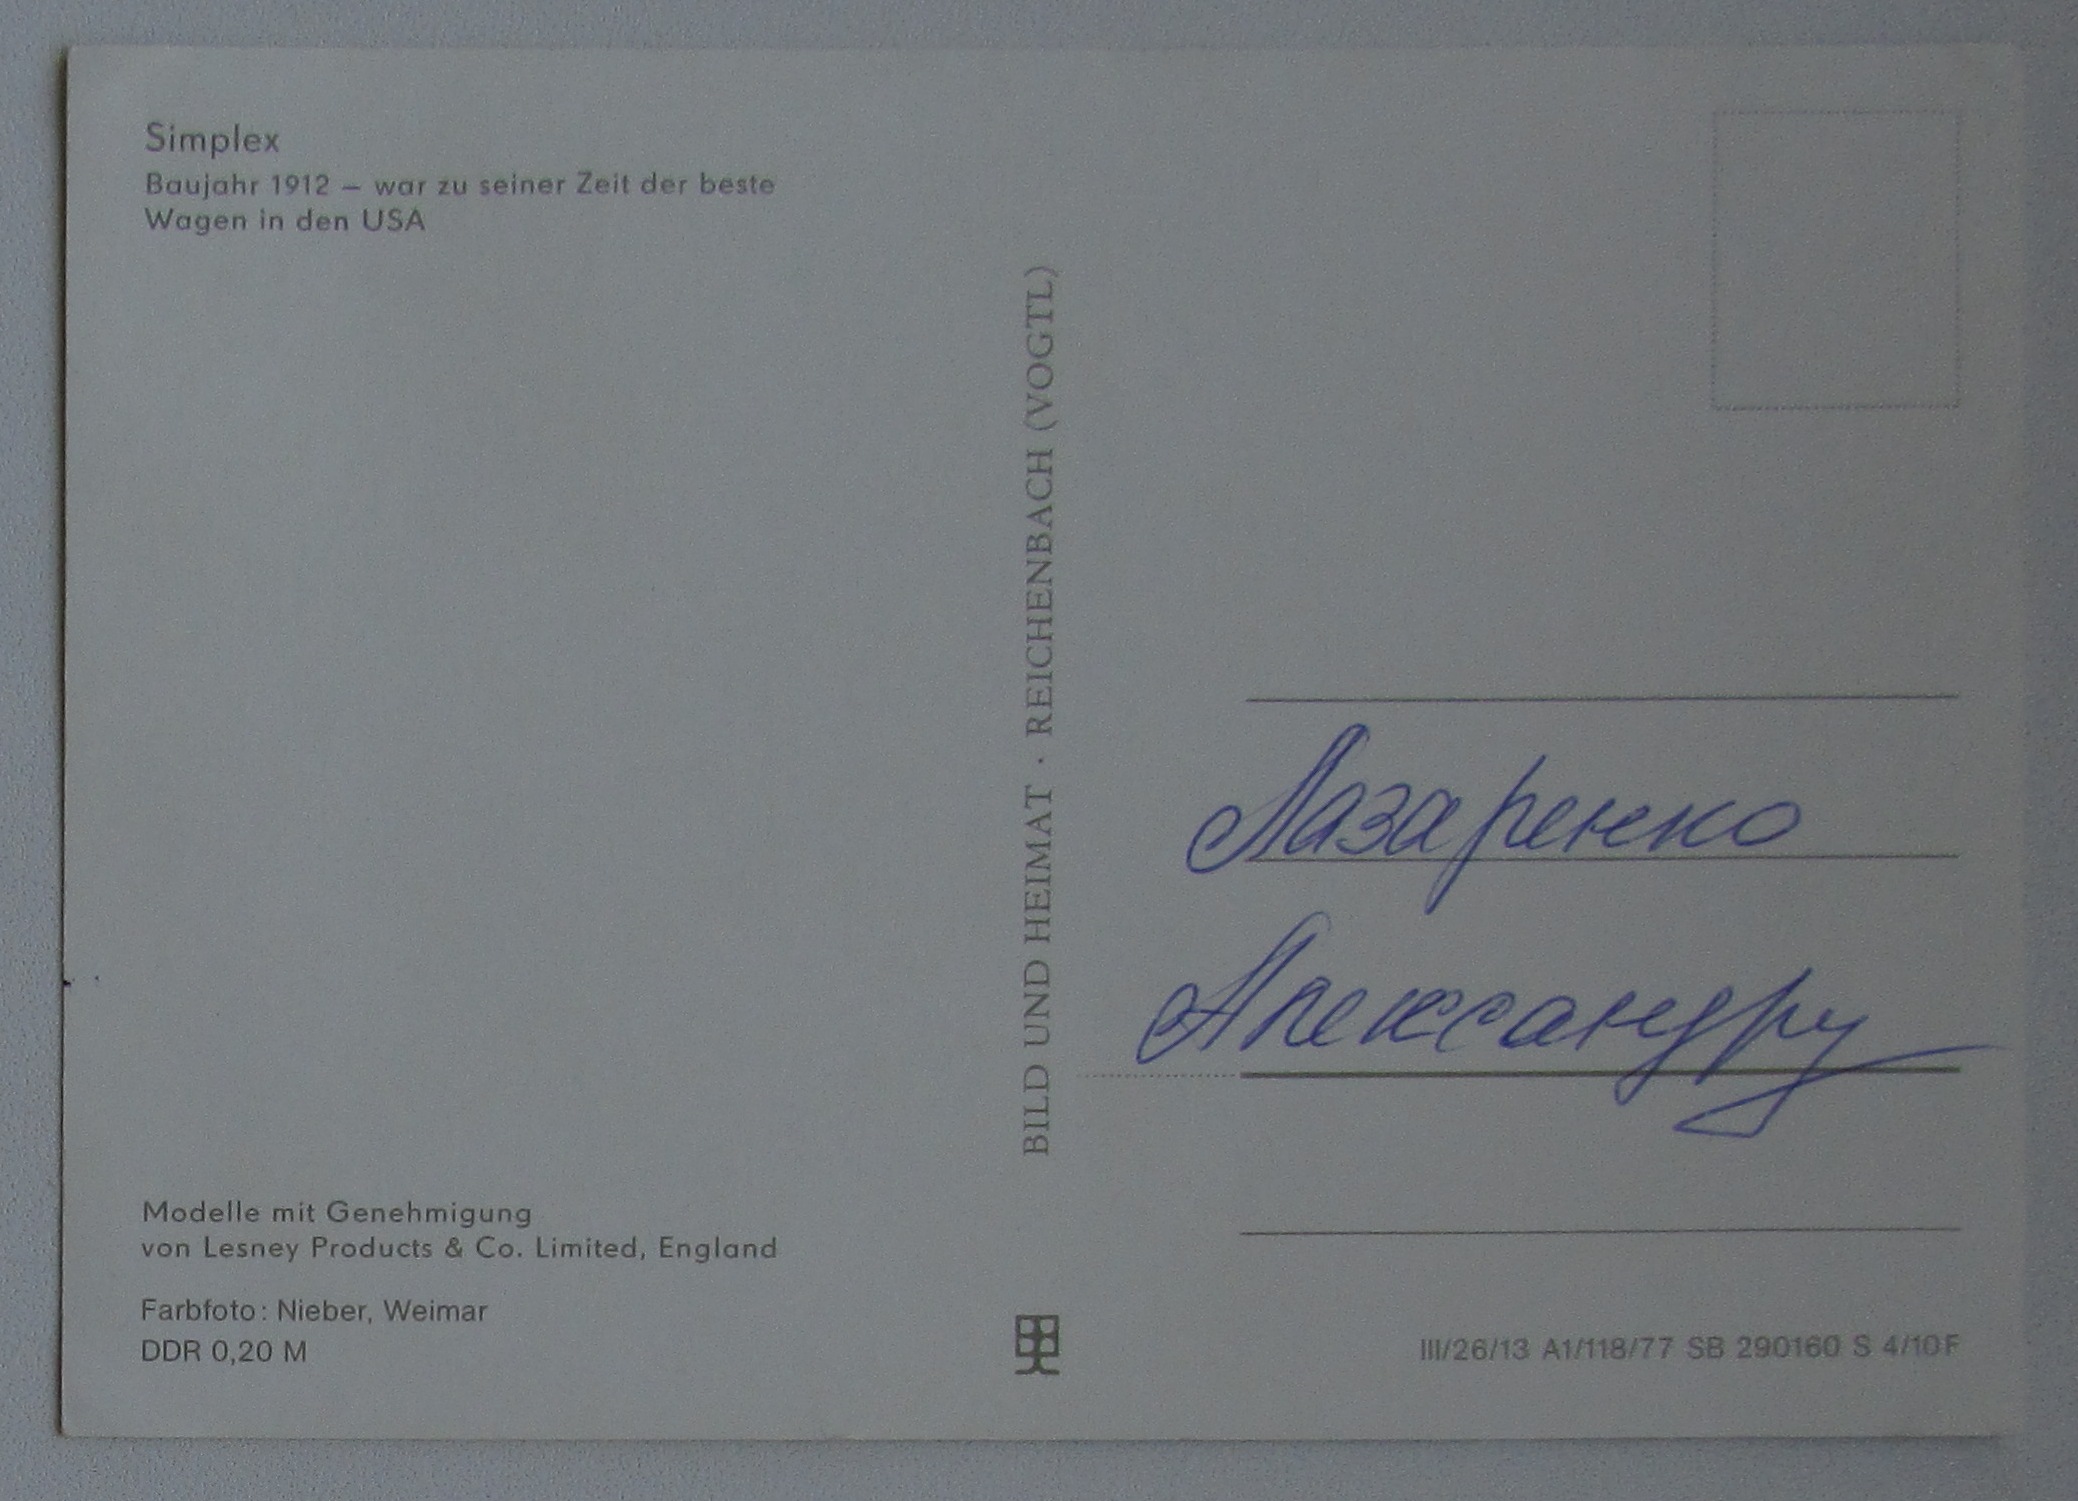 Simplex
Baujahr 1912 – war zu seiner Zeit der beste
Wagen in den USA
Modelle mit Genehmigung
von Lesney Products & Co. Limited, England
Farbfoto: Nieber, Weimar
DDR 0,20 M
BILD UND HEIMAT · REICHENBACH (VOGTL)
Лазаренко
Александру
III/26/13 A1/118/77 SB 290160 S 4/10F